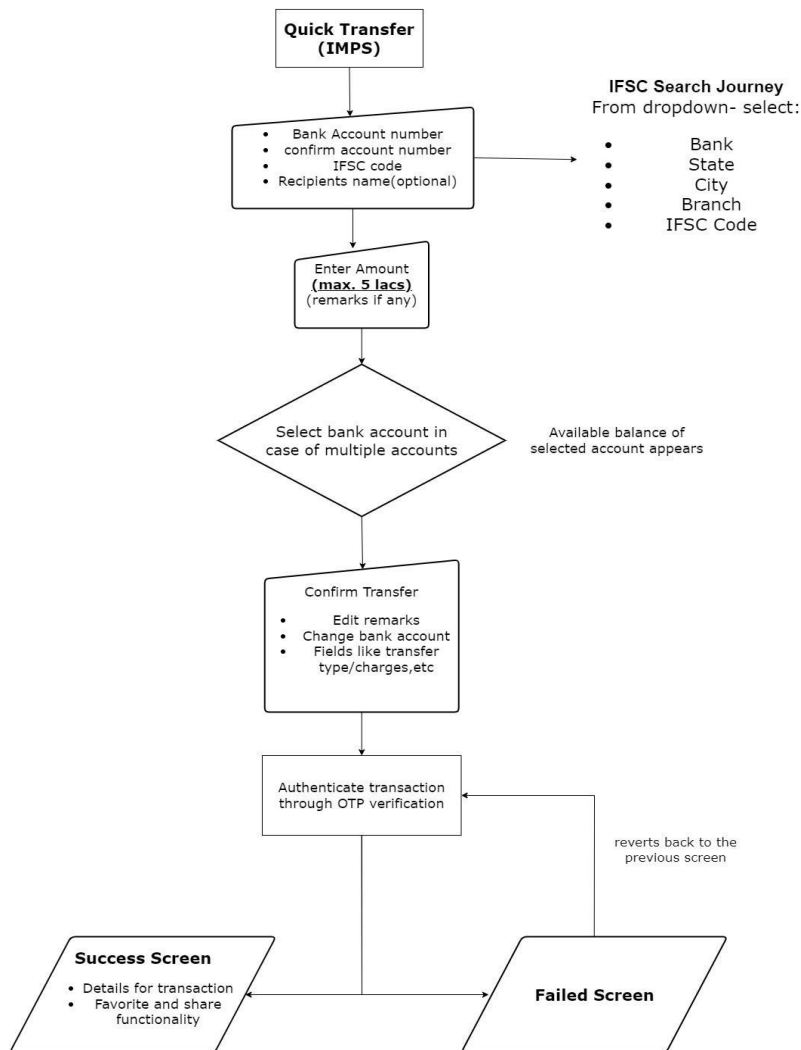 Quick Transfer
(IMPS)
• Bank Account number
• confirm account number
• IFSC code
• Recipients name(optional)
IFSC Search Journey
From dropdown- select:
• Bank
• State
• City
• Branch
• IFSC Code
Enter Amount
(max. 5 lacs)
(remarks if any)
Select bank account in
case of multiple accounts
Available balance of
selected account appears
Confirm Transfer
• Edit remarks
• Change bank account
• Fields like transfer
type/charges,etc
Authenticate transaction
through OTP verification
reverts back to the
previous screen
Success Screen
• Details for transaction
• Favorite and share
functionality
Failed Screen